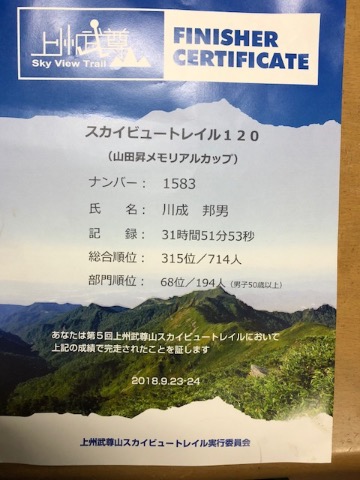 上州武尊
Sky View Trail
FINISHER
CERTIFICATE
スカイビュートレイル120
（山田昇メモリアルカップ）
ナンバー： 1583
氏　　名： 川成　邦男
記　　録： 31時間51分53秒
総合順位： 315位／714人
部門順位： 68位／194人（男子50歳以上）
あなたは第５回上州武尊山スカイビュートレイルにおいて
上記の成績で完走されたことを証します
2018.9.23-24
上州武尊山スカイビュートレイル実行委員会